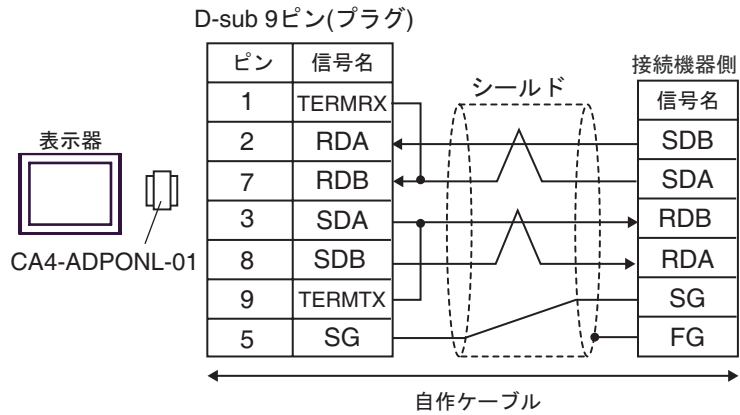 D-sub 9ピン(プラグ)
ピン 信号名
1 TERMRX
2 RDA
7 RDB
3 SDA
8 SDB
9 TERMTX
5 SG
シールド
接続機器側
信号名
SDB
SDA
RDB
RDA
SG
FG
表示器
CA4-ADPONL-01
自作ケーブル